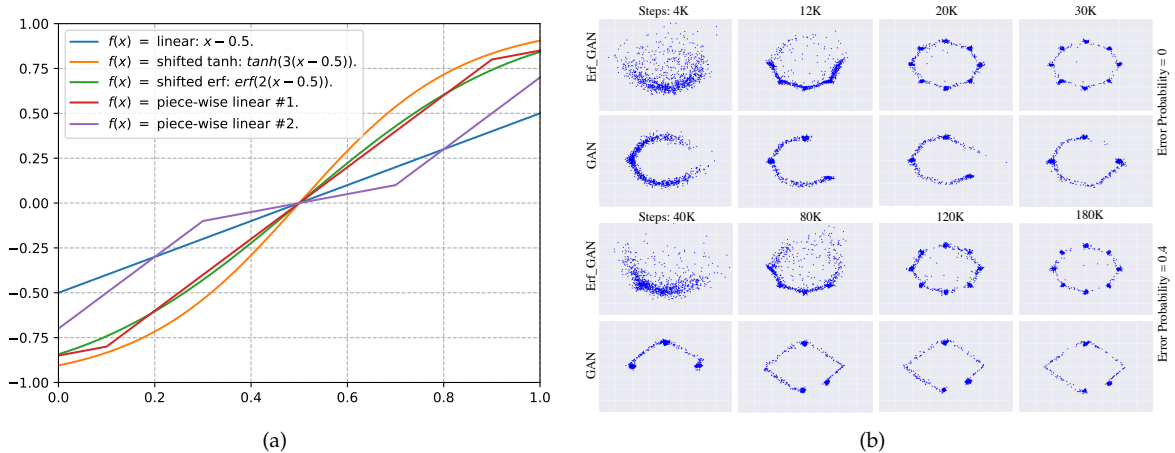 1.00
0.75
0.50
0.25
0.00
−0.25
−0.50
−0.75
−1.00
0.0 0.2 0.4 0.6 0.8 1.0
f(x) = linear: x − 0.5.
f(x) = shifted tanh: tanh(3(x − 0.5)).
f(x) = shifted erf: erf(2(x − 0.5)).
f(x) = piece-wise linear #1.
f(x) = piece-wise linear #2.
(a)
Steps: 4K 12K 20K 30K
Erf_GAN
GAN
Error Probability = 0
Steps: 40K 80K 120K 180K
Erf_GAN
GAN
Error Probability = 0.4
(b)